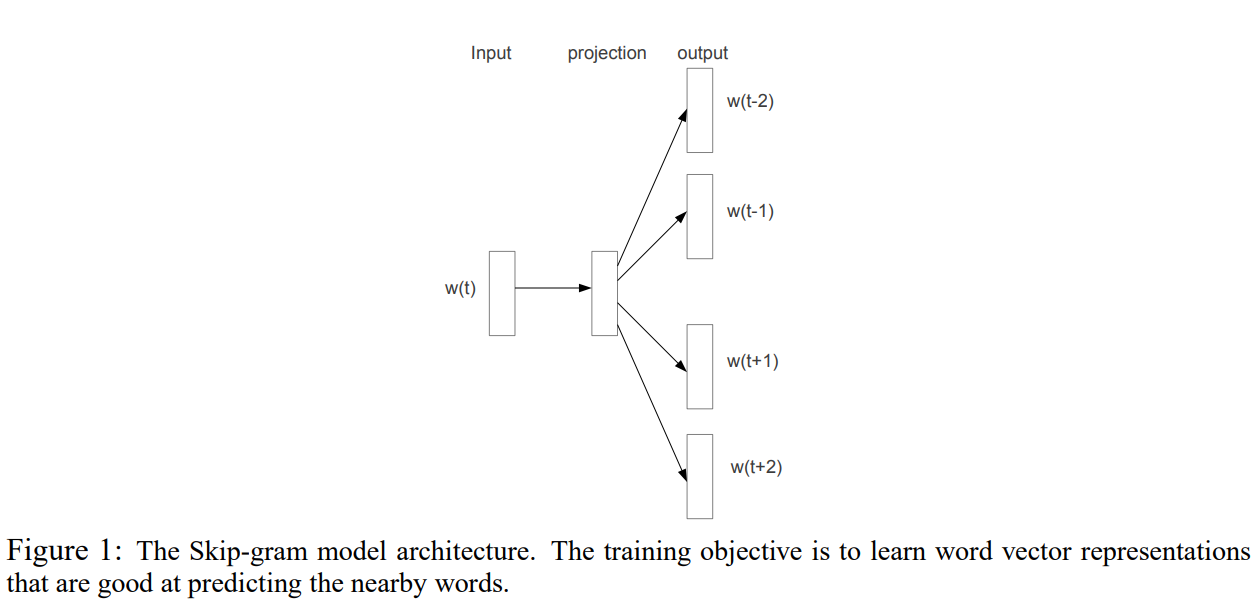 Input projection output
w(t-2)
w(t-1)
w(t)
w(t+1)
w(t+2)
Figure 1: The Skip-gram model architecture. The training objective is to learn word vector representations
that are good at predicting the nearby words.